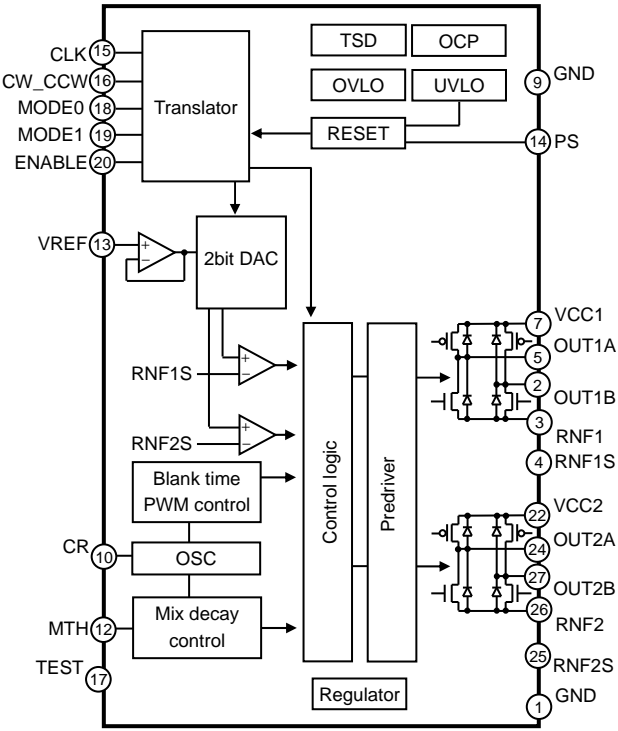 15
CLK
16
CW_CCW
18
MODE0
19
MODE1
20
ENABLE
Translator
TSD
OCP
OVLO
UVLO
RESET
9
GND
14
PS
13
VREF
+
−
2bit DAC
RNF1S
+
−
RNF2S
+
−
Blank time
PWM control
CR
10
OSC
MTH
12
Mix decay
control
TEST
17
Control logic
Predriver
Regulator
7
VCC1
5
OUT1A
2
OUT1B
3
RNF1
4
RNF1S
22
VCC2
24
OUT2A
27
OUT2B
26
RNF2
25
RNF2S
1
GND